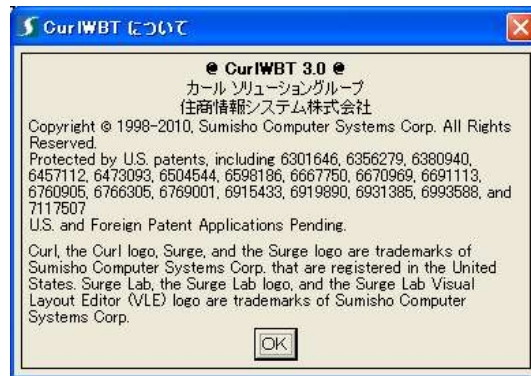 CurlWBT について
@ CurlWBT 3.0 @
カール ソリューショングループ
住商情報システム株式会社
Copyright © 1998-2010, Sumisho Computer Systems Corp. All Rights
Reserved.
Protected by U.S. patents, including 6301646, 6356279, 6380940,
6457112, 6473093, 6504544, 6598186, 6667750, 6670969, 6691113,
6760905, 6766305, 6769001, 6915433, 6919890, 6931385, 6993588, and
7117507
U.S. and Foreign Patent Applications Pending.
Curl, the Curl logo, Surge, and the Surge logo are trademarks of
Sumisho Computer Systems Corp. that are registered in the United
States. Surge Lab, the Surge Lab logo, and the Surge Lab Visual
Layout Editor (VLE) logo are trademarks of Sumisho Computer
Systems Corp.
OK